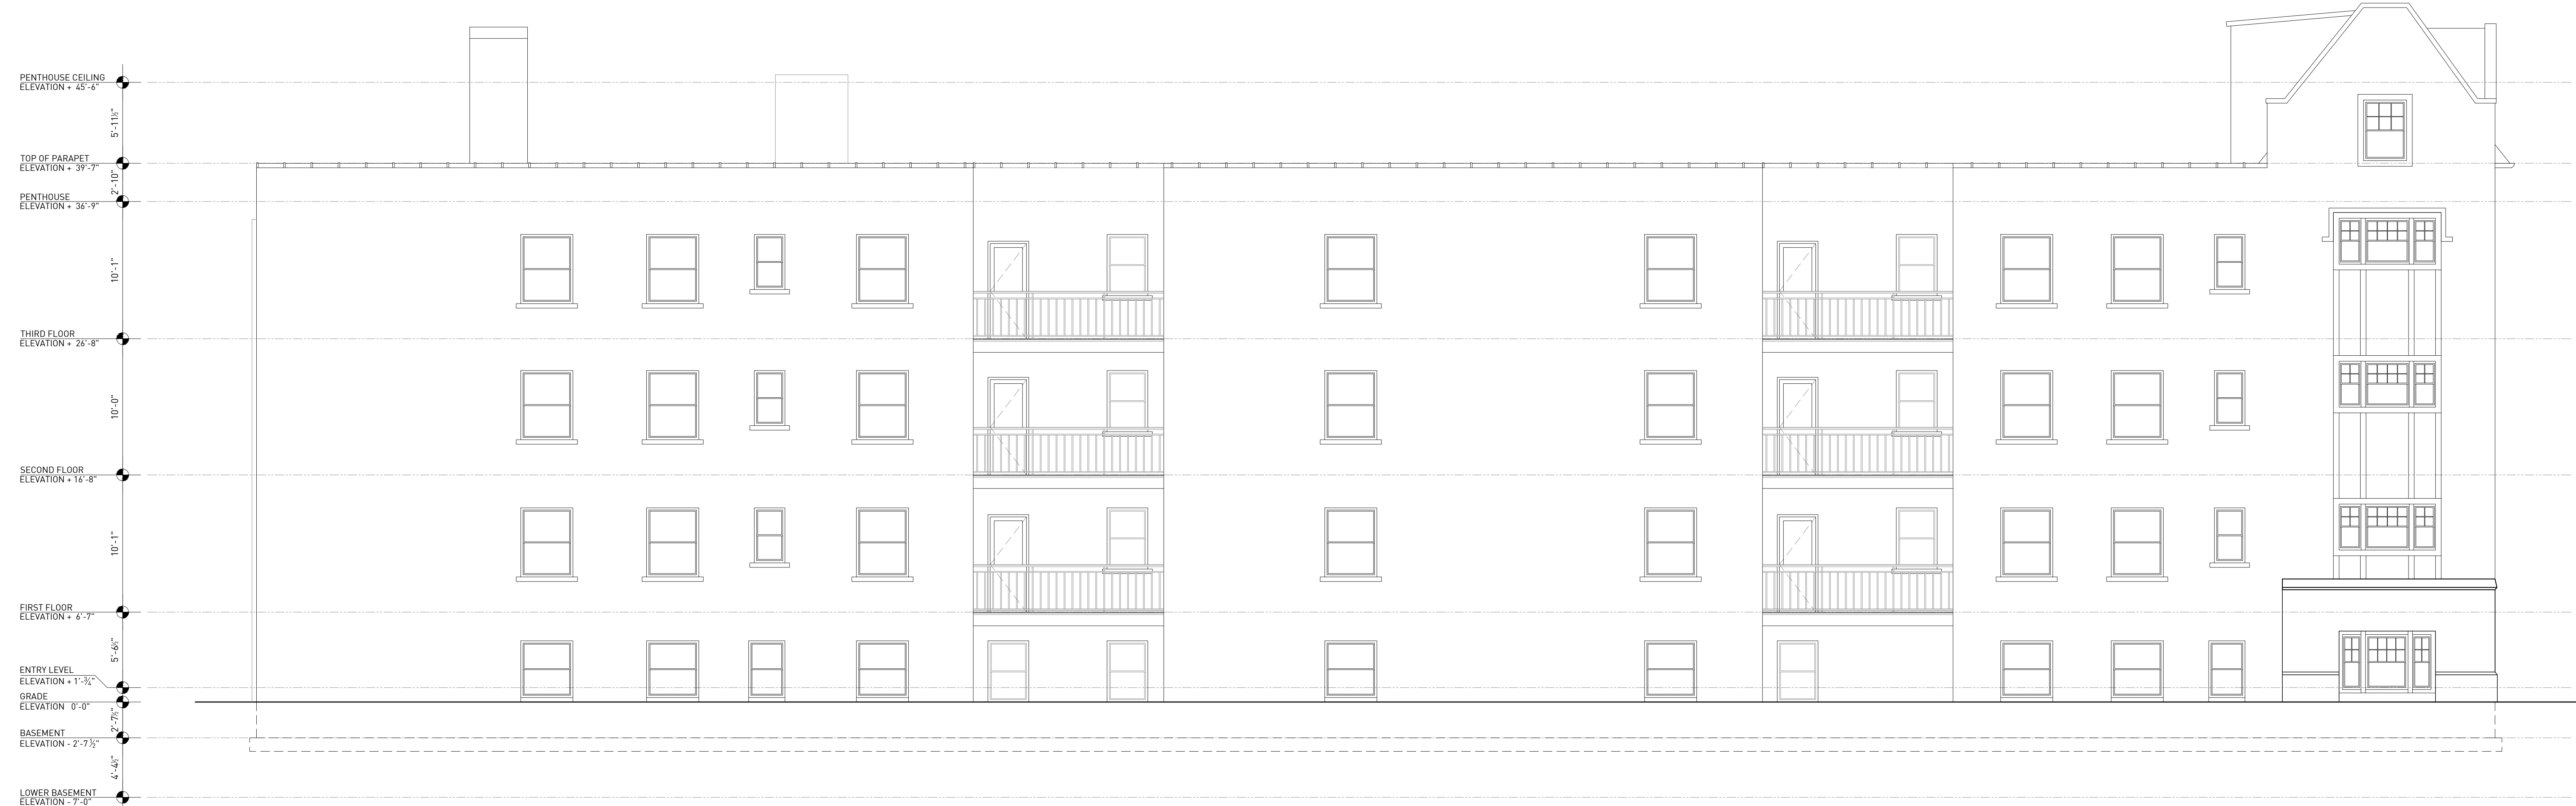 PENTHOUSE CEILING
ELEVATION + 45'-6"
5'-11½"
TOP OF PARAPET
ELEVATION + 39'-7"
2'-10"
PENTHOUSE
ELEVATION + 36'-9"
10'-1"
THIRD FLOOR
ELEVATION + 26'-8"
10'-0"
SECOND FLOOR
ELEVATION + 16'-8"
10'-1"
FIRST FLOOR
ELEVATION + 6'-7"
5'-6½"
ENTRY LEVEL
ELEVATION + 1'-¾"
GRADE
ELEVATION 0'-0"
2'-7½"
BASEMENT
ELEVATION - 2'-7 ½"
4'-4½"
LOWER BASEMENT
ELEVATION - 7'-0"